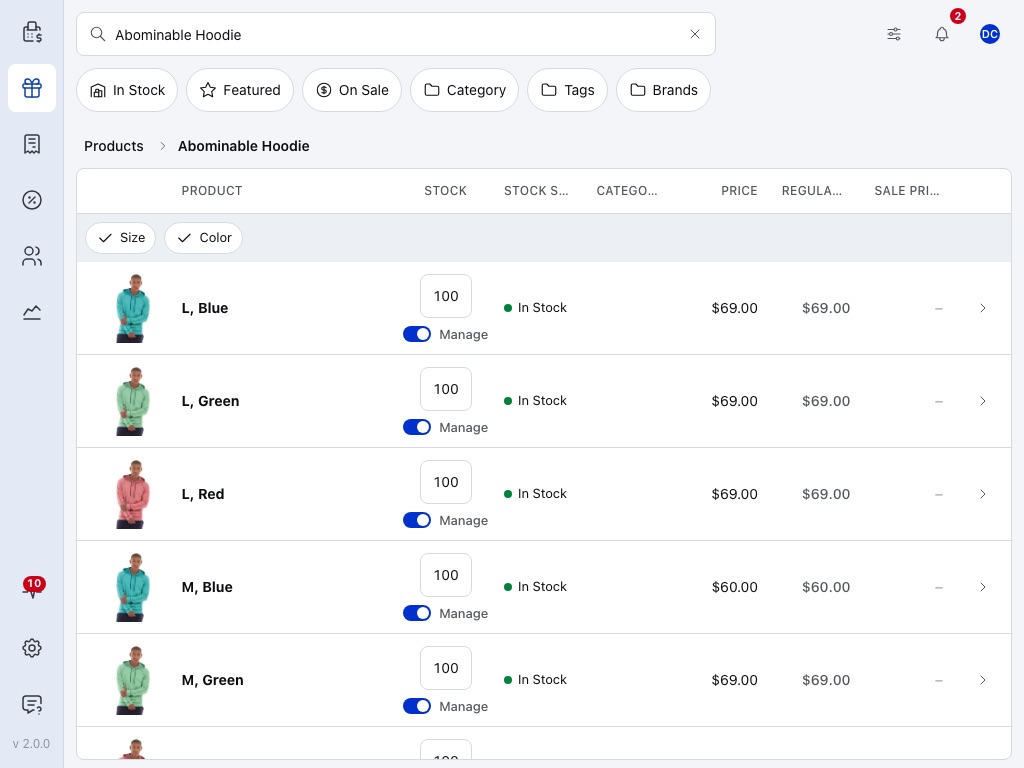 Abominable Hoodie
2
DC
In Stock
Featured
On Sale
Category
Tags
Brands
Products
Abominable Hoodie
PRODUCT STOCK STOCK S... CATEGO... PRICE REGULA... SALE PRI...
Size
Color
100
L, Blue In Stock $69.00 $69.00 –
Manage
100
L, Green In Stock $69.00 $69.00 –
Manage
100
L, Red In Stock $69.00 $69.00 –
Manage
100
M, Blue In Stock $60.00 $60.00 –
Manage
100
M, Green In Stock $69.00 $69.00 –
Manage
100
10
v 2.0.0